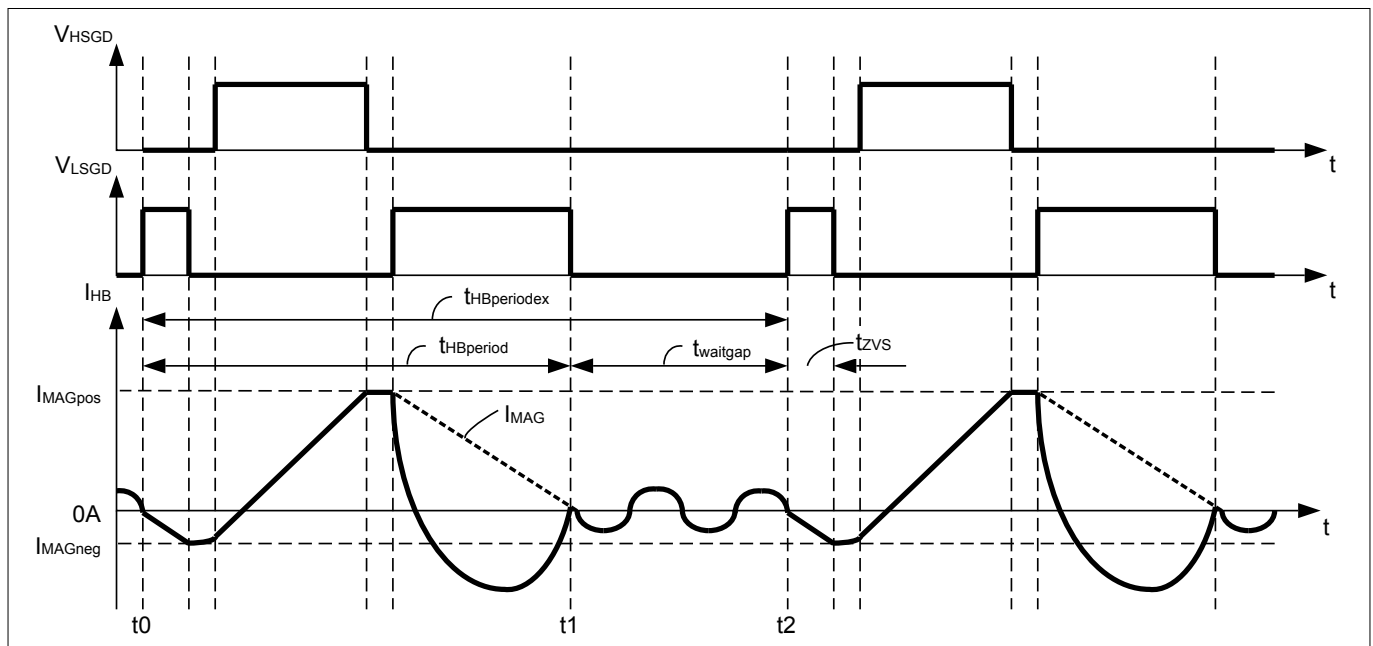 VHSGD
t
VLSGD
t
IHB
tHBperiodex
tHBperiod
twaitgap
tZVS
IMAGpos
IMAG
0A
t
IMAGneg
t0
t1
t2